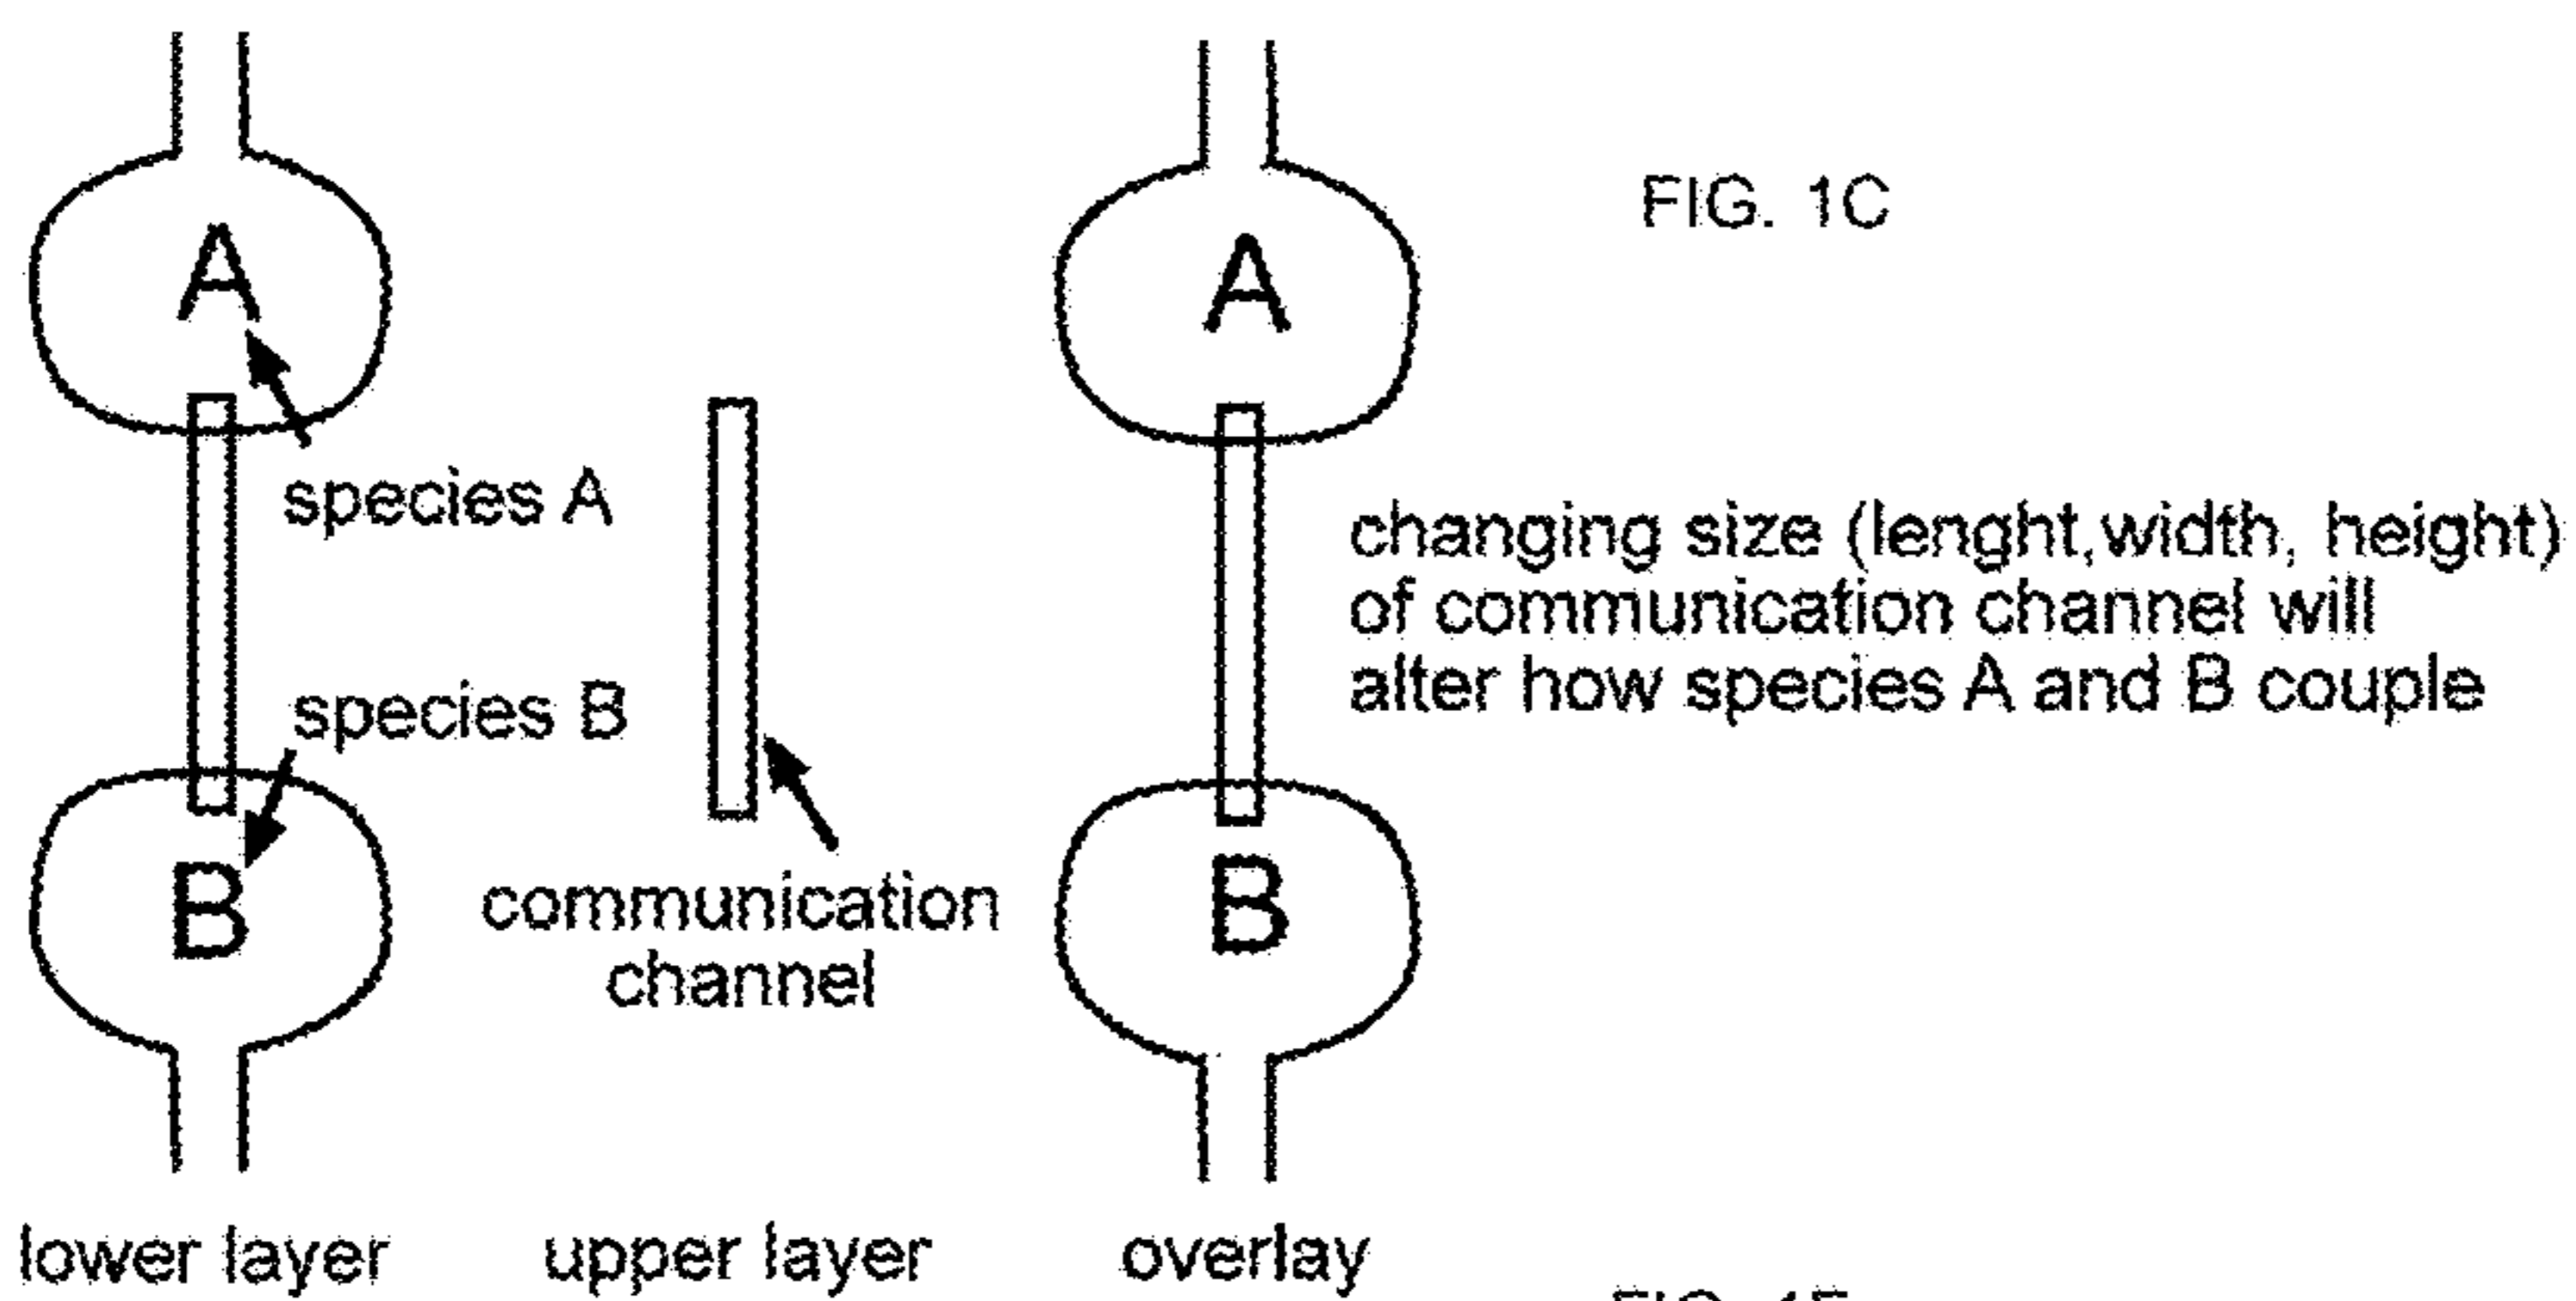 FIG. 1C
A
A
species A
changing size (lenght,width, height)
of communication channel will
alter how species A and B couple
species B
B
B
communication
channel
lower layer
upper layer
overlay